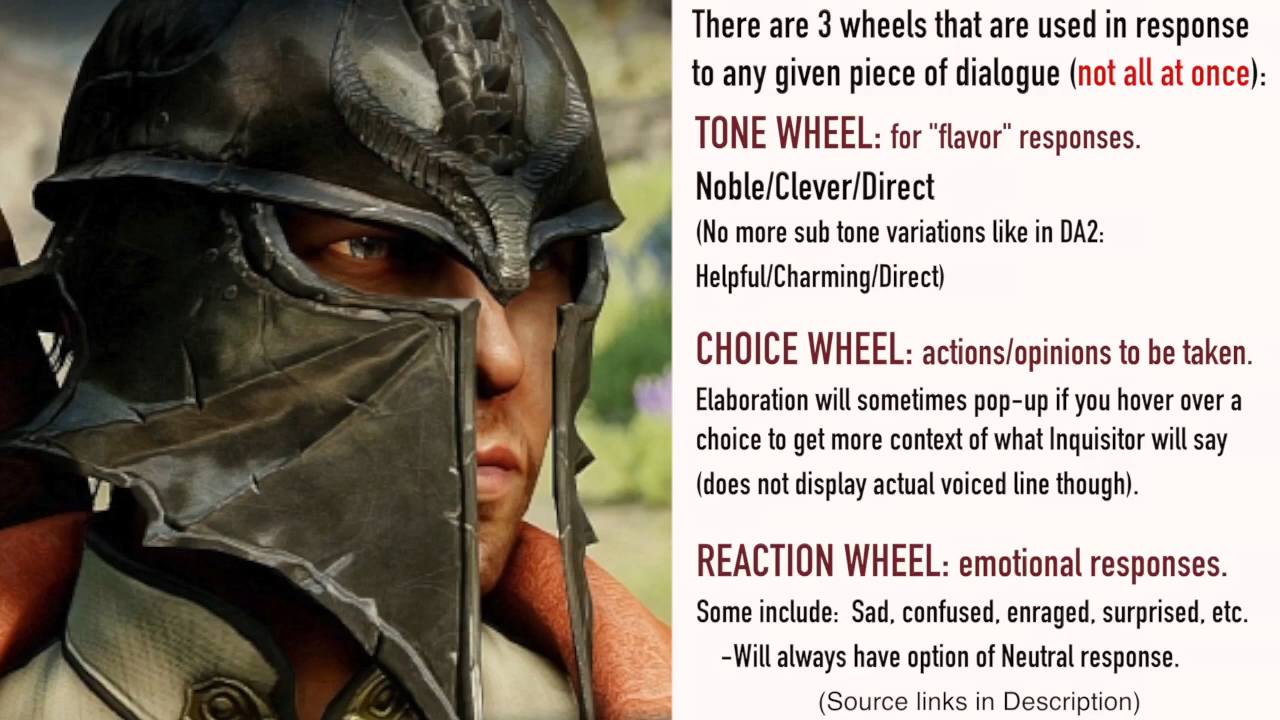 There are 3 wheels that are used in response
to any given piece of dialogue (not all at once):
TONE WHEEL: for "flavor" responses.
Noble/Clever/Direct
(No more sub tone variations like in DA2:
Helpful/Charming/Direct)
CHOICE WHEEL: actions/opinions to be taken.
Elaboration will sometimes pop-up if you hover over a
choice to get more context of what Inquisitor will say
(does not display actual voiced line though).
REACTION WHEEL: emotional responses.
Some include: Sad, confused, enraged, surprised, etc.
-Will always have option of Neutral response.
(Source links in Description)